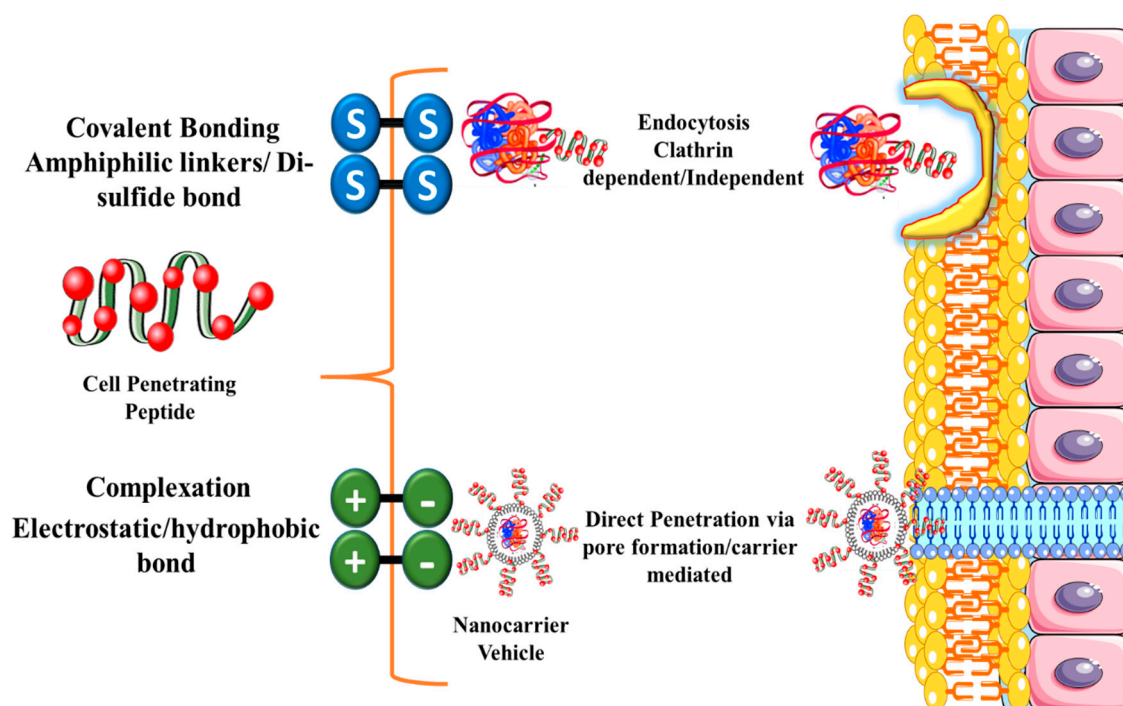 Covalent Bonding
Amphiphilic linkers/ Di-
sulfide bond
S S
S S
Endocytosis
Clathrin
dependent/Independent
Cell Penetrating
Peptide
Complexation
Electrostatic/hydrophobic
bond
+ -
+ -
Nanocarrier
Vehicle
Direct Penetration via
pore formation/carrier
mediated